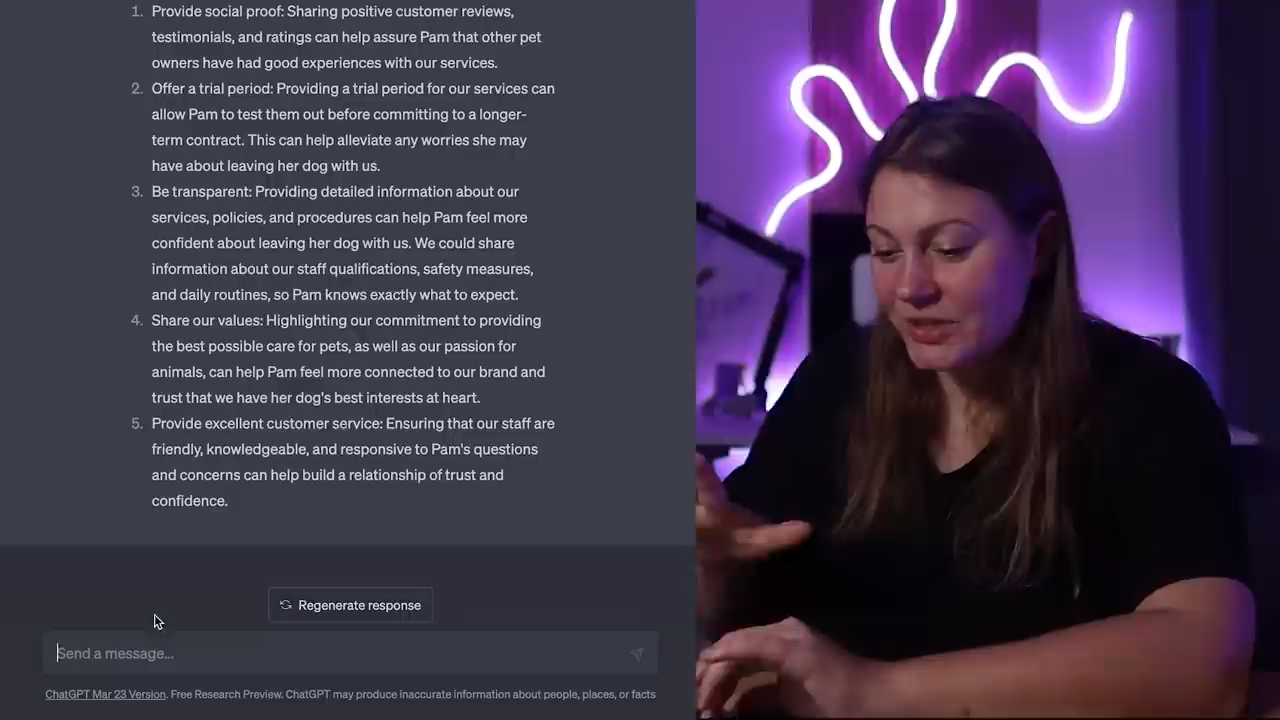 1. Provide social proof: Sharing positive customer reviews,
testimonials, and ratings can help assure Pam that other pet
owners have had good experiences with our services.
2. Offer a trial period: Providing a trial period for our services can
allow Pam to test them out before committing to a longer-
term contract. This can help alleviate any worries she may
have about leaving her dog with us.
3. Be transparent: Providing detailed information about our
services, policies, and procedures can help Pam feel more
confident about leaving her dog with us. We could share
information about our staff qualifications, safety measures,
and daily routines, so Pam knows exactly what to expect.
4. Share our values: Highlighting our commitment to providing
the best possible care for pets, as well as our passion for
animals, can help Pam feel more connected to our brand and
trust that we have her dog's best interests at heart.
5. Provide excellent customer service: Ensuring that our staff are
friendly, knowledgeable, and responsive to Pam's questions
and concerns can help build a relationship of trust and
confidence.
Regenerate response
Send a message...
ChatGPT Mar 23 Version. Free Research Preview. ChatGPT may produce inaccurate information about people, places, or facts